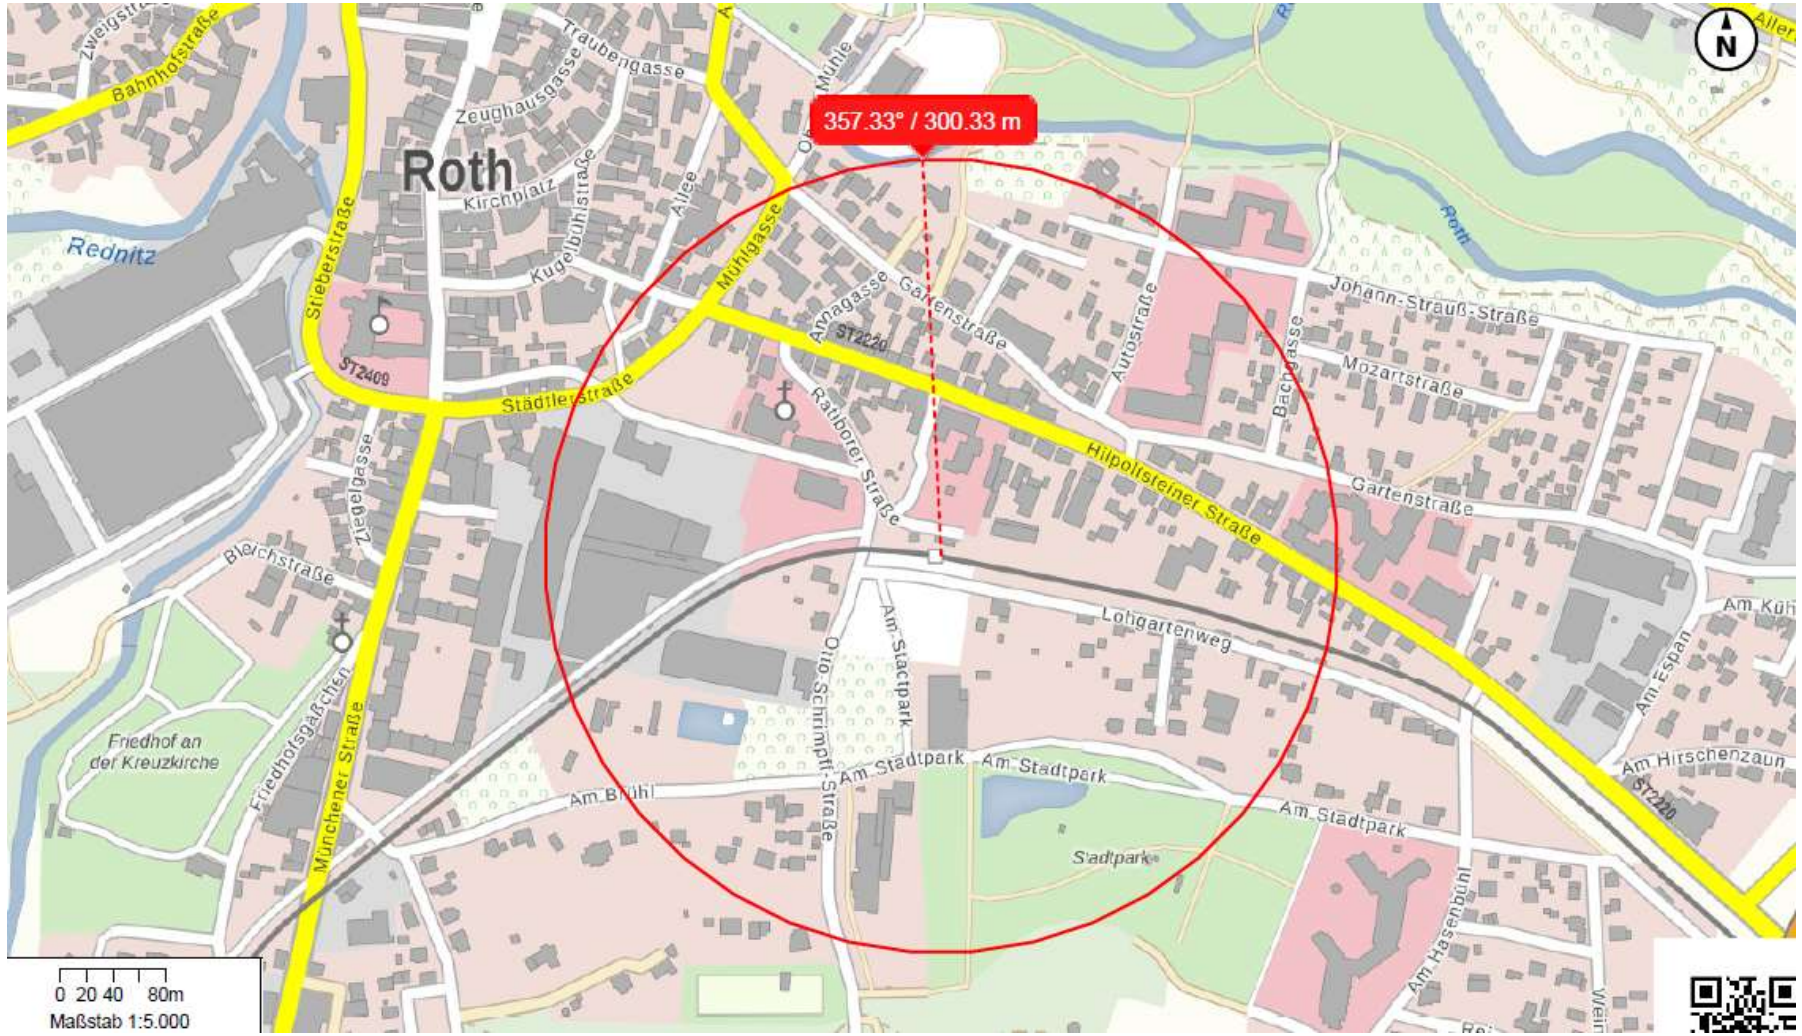 Zweigstraße
Bahnhofstraße
Traubengasse
Zeughausgasse
Mühle
N
357.33° / 300.33 m
Roth
Kirchplatz
Kugelbühlstraße
Allee
Mühlgasse
Rednitz
Stieberstraße
ST2409
Städtlerstraße
Annagasse
Gartenstraße
ST2220
Autostraße
Roth
Johann-Strauß-Straße
Mozartstraße
Bachgasse
Ratiborer Straße
Hilpoltsteiner Straße
Gartenstraße
Ziegelgasse
Bleichstraße
Lohgartenweg
Am Stadtpark
Otto-Schrimpff-Straße
Am Espan
Am Hirschenzaun
ST2220
Friedhof an
der Kreuzkirche
Friedhofsgäßchen
Münchener Straße
Am Brühl
Am Stadtpark
Am Stadtpark
Am Stadtpark
Stadtpark
Am Hasenbühl
0 20 40 80m
Maßstab 1:5.000